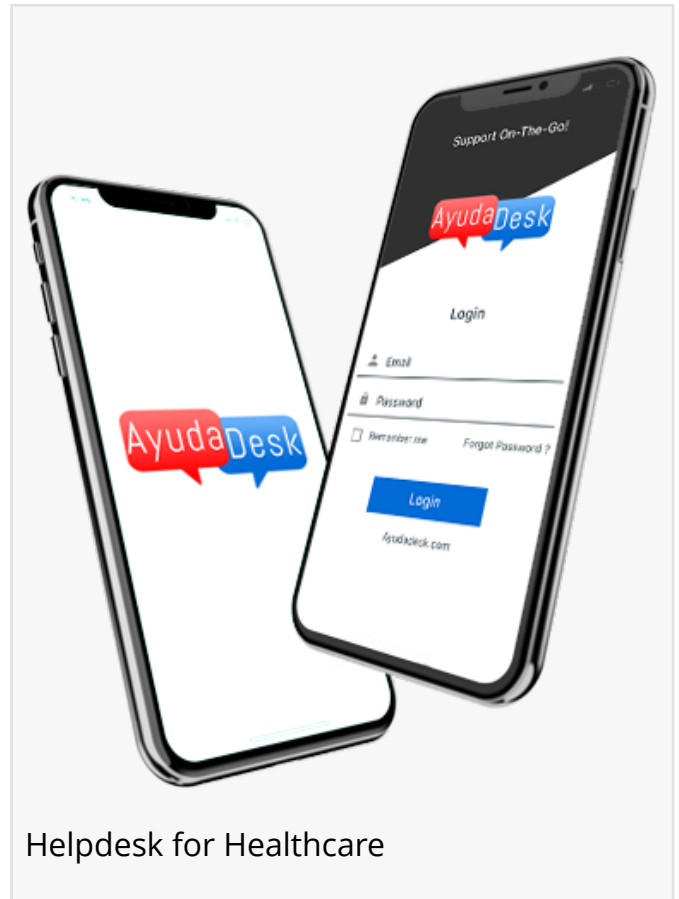 AyudaDesk
Support On-The-Go!
AyudaDesk
Login
Email
Password
Remember me
Forgot Password ?
Login
Ayudadesk.com
Helpdesk for Healthcare